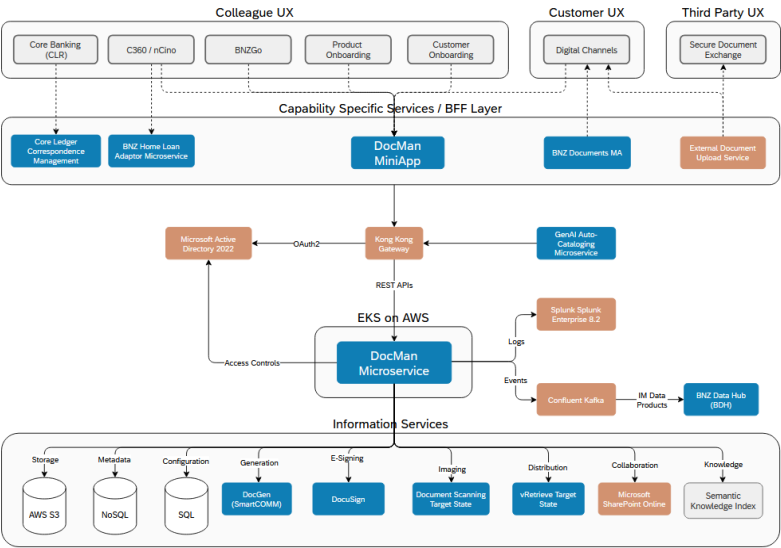 Colleague UX
Customer UX
Third Party UX
Core Banking
(CLR)
C360 / nCino
BNZGo
Product
Onboarding
Customer
Onboarding
Digital Channels
Secure Document
Exchange
Capability Specific Services / BFF Layer
Core Ledger
Correspondence
Management
BNZ Home Loan
Adaptor Microservice
DocMan
MiniApp
BNZ Documents MA
External Document
Upload Service
Microsoft Active
Directory 2022
OAuth2
Kong Kong
Gateway
GenAI Auto-
Cataloging
Microservice
REST APIs
EKS on AWS
Splunk Splunk
Enterprise 8.2
Logs
DocMan
Microservice
Access Controls
Events
Confluent Kafka
IM Data
Products
BNZ Data Hub
(BDH)
Information Services
Storage
Metadata
Configuration
Generation
E-Signing
Imaging
Distribution
Collaboration
Knowledge
AWS S3
NoSQL
SQL
DocGen
(SmartCOMM)
DocuSign
Document Scanning
Target State
vRetrieve Target
State
Microsoft
SharePoint Online
Semantic
Knowledge Index